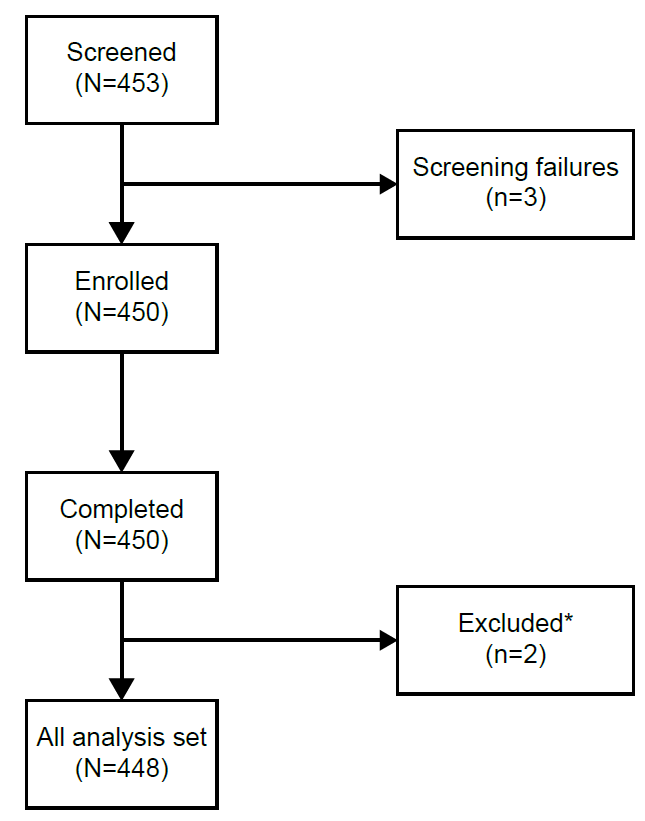 Screened
(N=453)
Screening failures
(n=3)
Enrolled
(N=450)
Completed
(N=450)
Excluded*
(n=2)
All analysis set
(N=448)